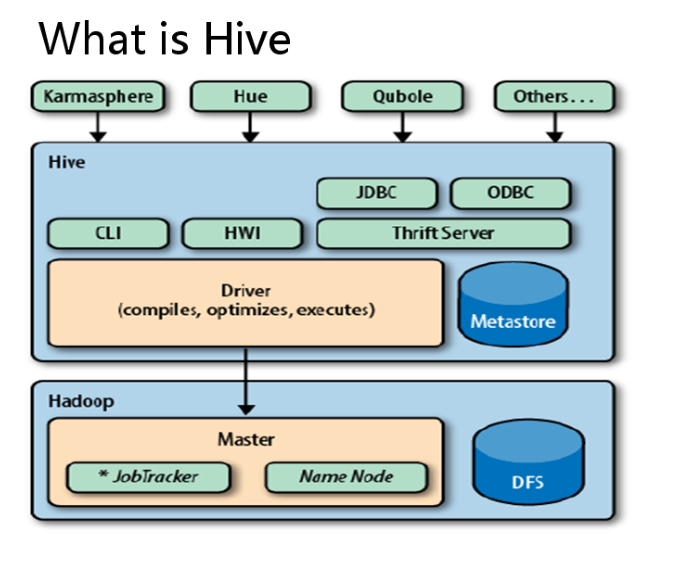 What is Hive
Karmasphere
Hue
Qubole
Others...
Hive
JDBC
ODBC
CLI
HWI
Thrift Server
Driver
(compiles, optimizes, executes)
Metastore
Hadoop
Master
* JobTracker
Name Node
DFS